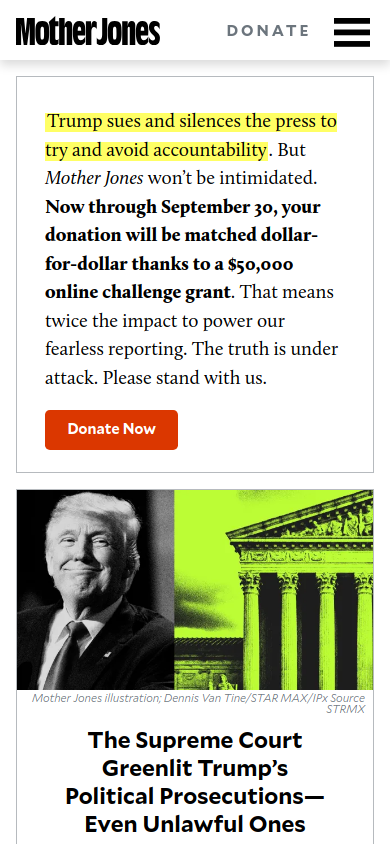 Mother Jones
DONATE
Trump sues and silences the press to
try and avoid accountability. But
Mother Jones won’t be intimidated.
Now through September 30, your
donation will be matched dollar-
for-dollar thanks to a $50,000
online challenge grant. That means
twice the impact to power our
fearless reporting. The truth is under
attack. Please stand with us.
Donate Now
Mother Jones illustration; Dennis Van Tine/STAR MAX/IPx Source
STRMX
The Supreme Court
Greenlit Trump’s
Political Prosecutions—
Even Unlawful Ones